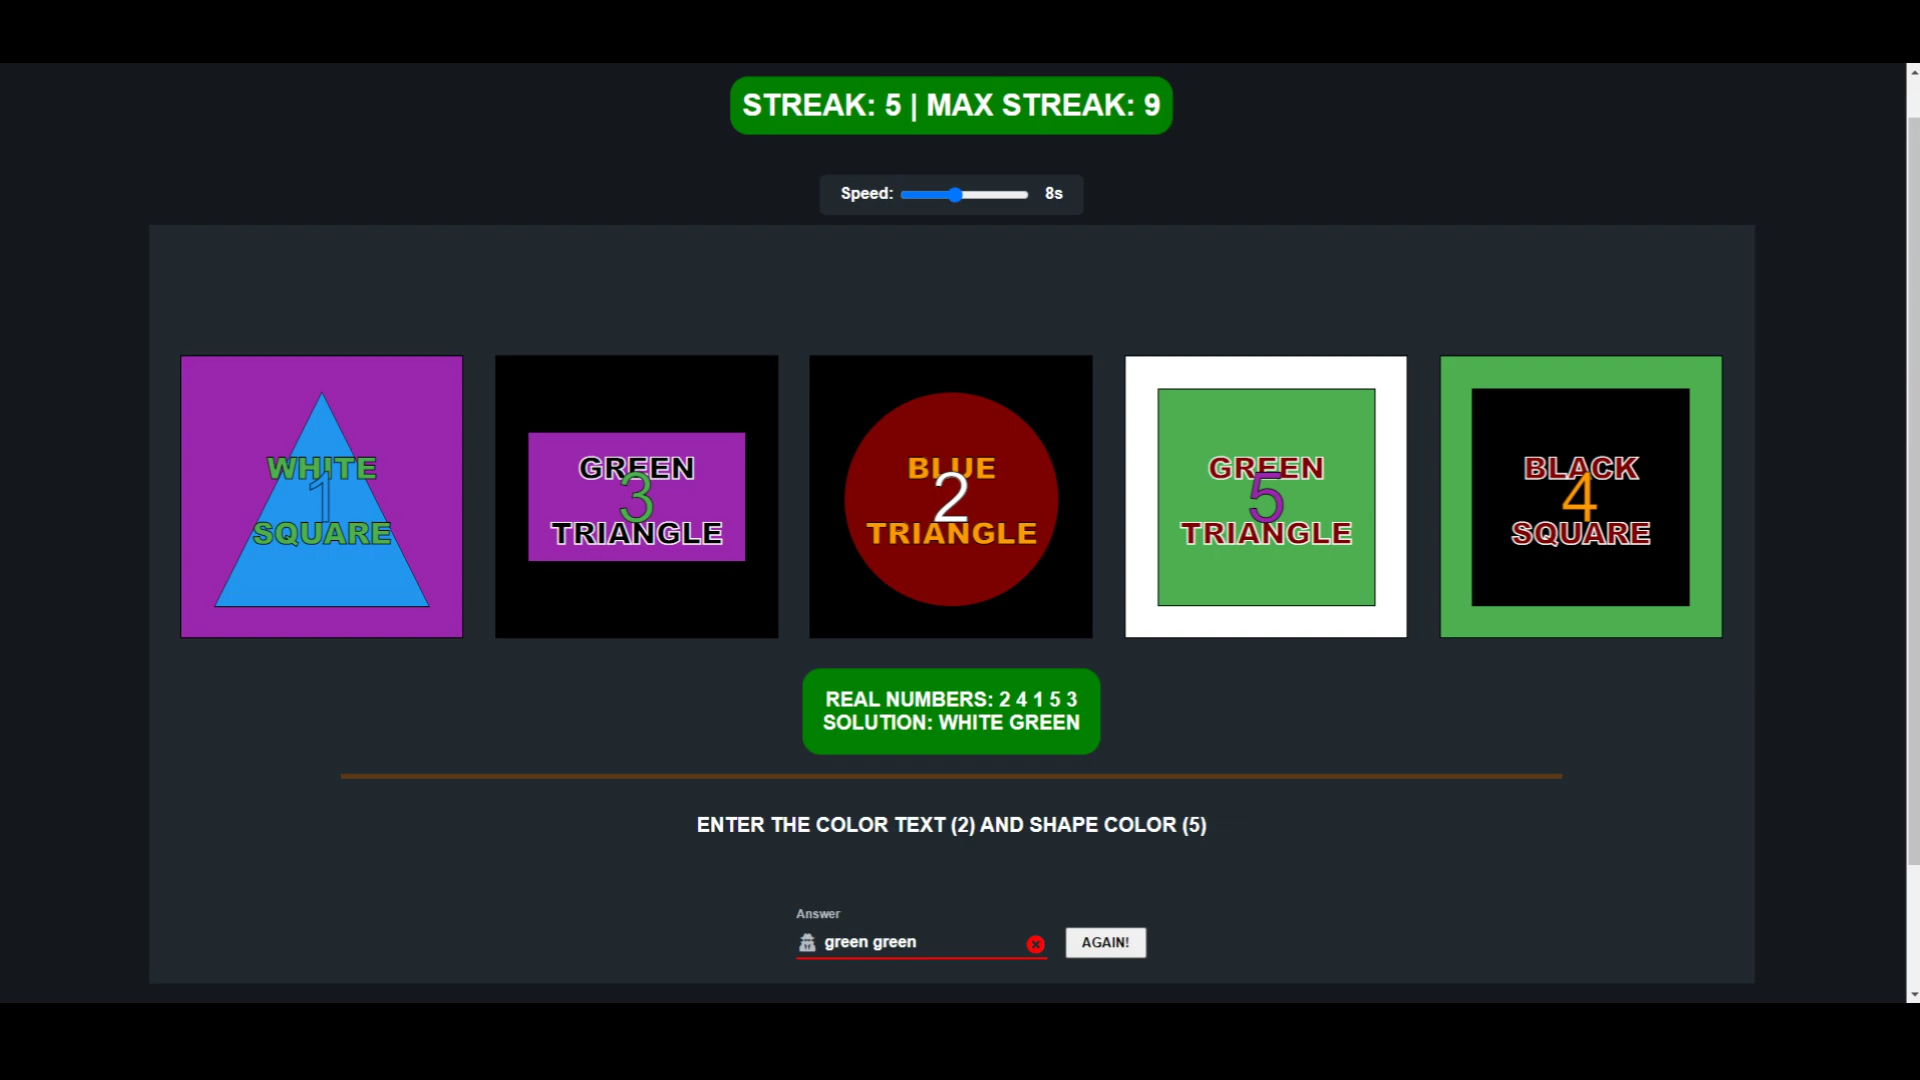 STREAK: 5 | MAX STREAK: 9
Speed: 8s
WHITE
1
SQUARE
GREEN
3
TRIANGLE
BLUE
2
TRIANGLE
GREEN
5
TRIANGLE
BLACK
4
SQUARE
REAL NUMBERS: 2 4 1 5 3
SOLUTION: WHITE GREEN
ENTER THE COLOR TEXT (2) AND SHAPE COLOR (5)
Answer
green green
AGAIN!